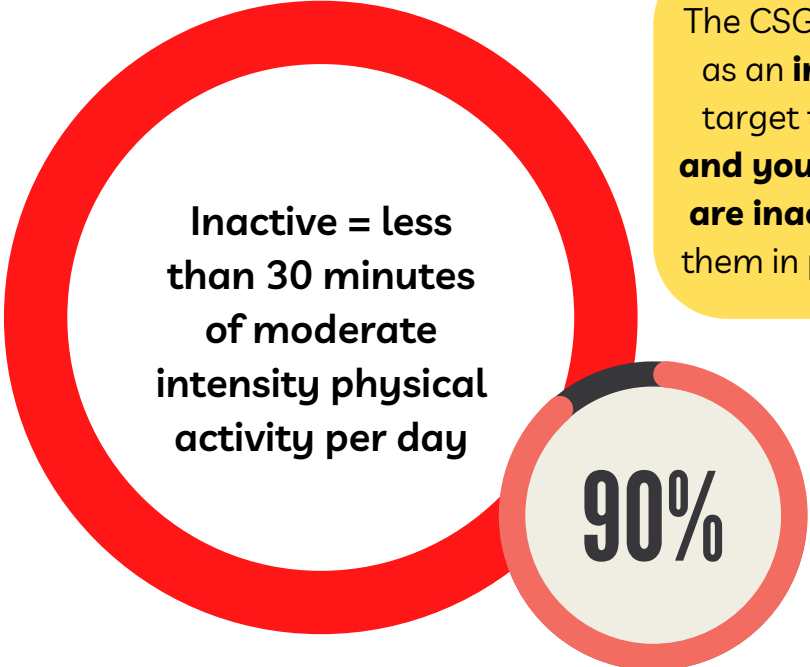 The CSG
as an
target
and you
are
them in
Inactive = less
than 30 minutes
of moderate
intensity physical
activity per day
90%